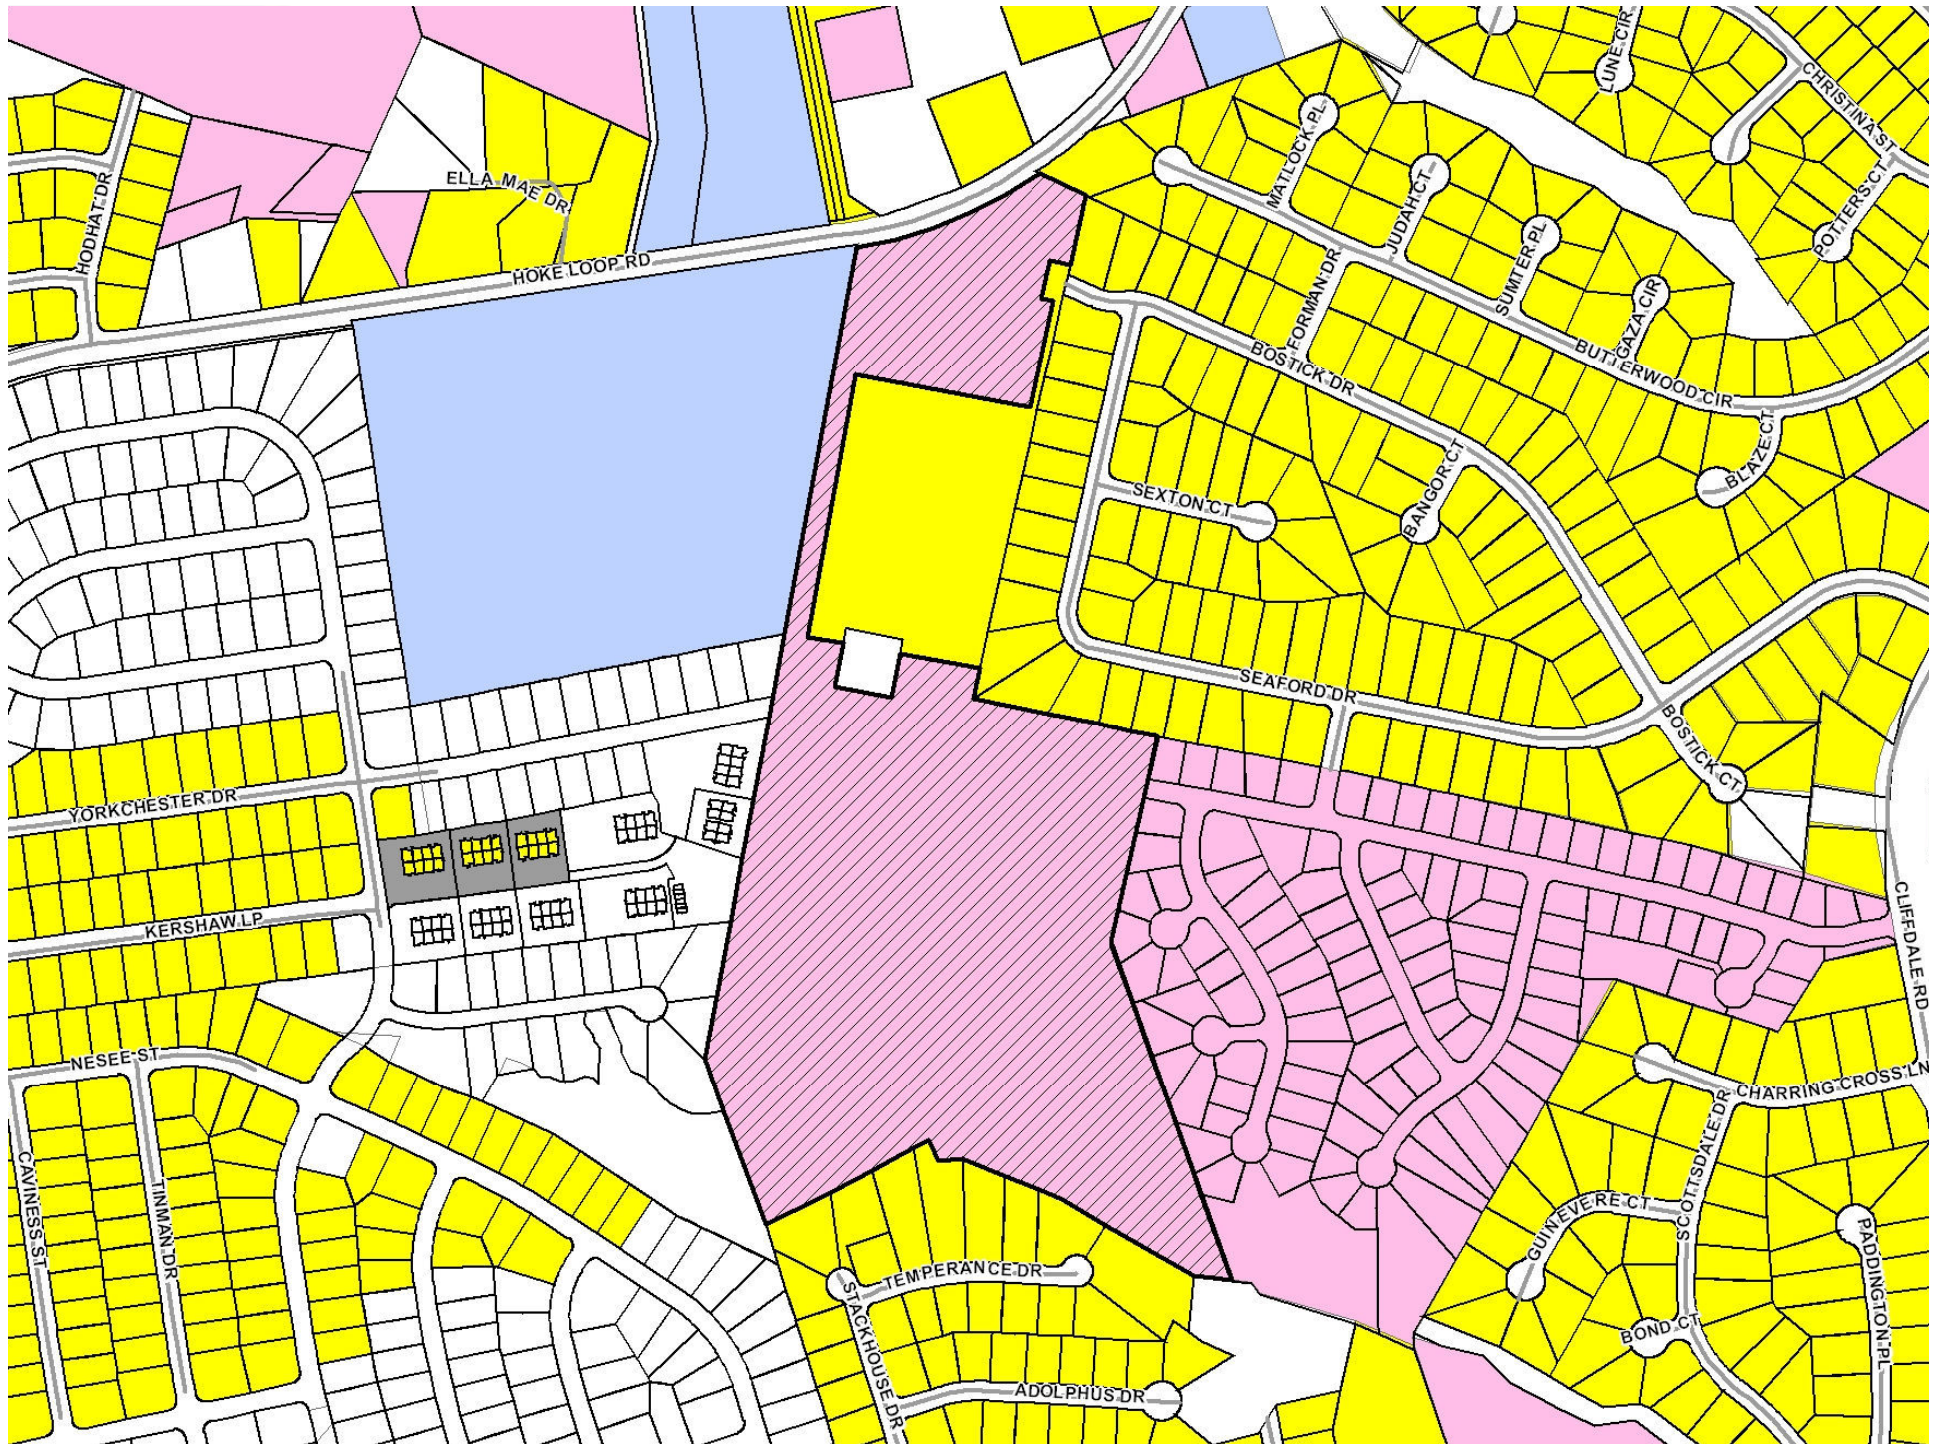 LUNE CIR
CHRISTINA ST
MATLOCK PL
JUDAH CT
POTTERS CT
ELLA MAE DR
HODHAT DR
SUMTER PL
HOKE LOOP RD
FORMAN DR
GAZA CIR
BOSTICK DR
BUTTERWOOD CIR
BLAZE CT
SEXTON CT
BANGOR CT
SEAFORD DR
BOSTICK CT
YORKCHESTER DR
KERSHAW LP
CLIFFDALE RD
NESEE ST
CHARRING CROSS LN
SCOTTSDALE DR
CAVINESS ST
TINMAN DR
GUINEVERE CT
PADDINGTON PL
TEMPERANCE DR
STACKHOUSE DR
BOND CT
ADOLPHUS DR